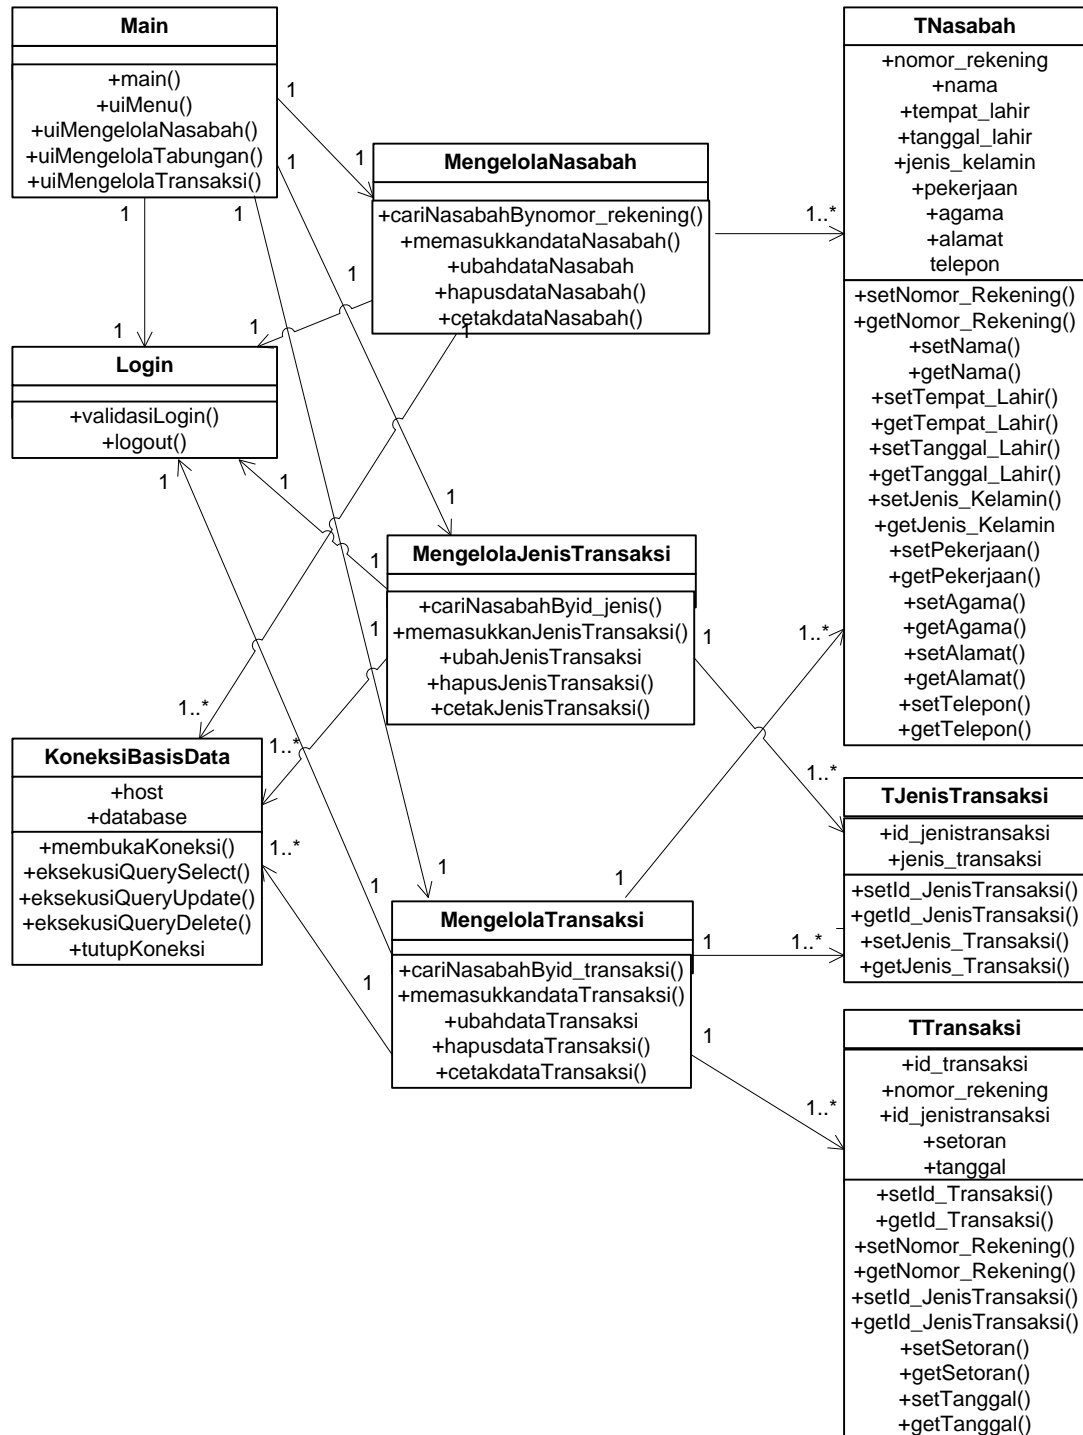 Main
+main()
+uiMenu()
+uiMengelolaNasabah()
+uiMengelolaTabungan()
+uiMengelolaTransaksi()
1
1
1
1
1
1
MengelolaNasabah
+cariNasabahBynomor_rekening()
+memasukkandataNasabah()
+ubahdataNasabah
+hapusdataNasabah()
+cetakdataNasabah()
1
1
1
1..*
TNasabah
+nomor_rekening
+nama
+tempat_lahir
+tanggal_lahir
+jenis_kelamin
+pekerjaan
+agama
+alamat
telepon
+setNomor_Rekening()
+getNomor_Rekening()
+setNama()
+getNama()
+setTempat_Lahir()
+getTempat_Lahir()
+setTanggal_Lahir()
+getTanggal_Lahir()
+setJenis_Kelamin()
+getJenis_Kelamin
+setPekerjaan()
+getPekerjaan()
+setAgama()
+getAgama()
+setAlamat()
+getAlamat()
+setTelepon()
+getTelepon()
Login
+validasiLogin()
+logout()
1
1
1
MengelolaJenisTransaksi
+cariNasabahByid_jenis()
+memasukkanJenisTransaksi()
+ubahJenisTransaksi
+hapusJenisTransaksi()
+cetakJenisTransaksi()
1
1
1
1..*
1..*
1..*
KoneksiBasisData
+host
+database
+membukaKoneksi()
+eksekusiQuerySelect()
+eksekusiQueryUpdate()
+eksekusiQueryDelete()
+tutupKoneksi
1..*
1..*
TJenisTransaksi
+id_jenistransaksi
+jenis_transaksi
+setId_JenisTransaksi()
+getId_JenisTransaksi()
+setJenis_Transaksi()
+getJenis_Transaksi()
1
1
1
MengelolaTransaksi
+cariNasabahByid_transaksi()
+memasukkandataTransaksi()
+ubahdataTransaksi
+hapusdataTransaksi()
+cetakdataTransaksi()
1
1..*
1
1
1..*
TTransaksi
+id_transaksi
+nomor_rekening
+id_jenistransaksi
+setoran
+tanggal
+setId_Transaksi()
+getId_Transaksi()
+setNomor_Rekening()
+getNomor_Rekening()
+setId_JenisTransaksi()
+getId_JenisTransaksi()
+setSetoran()
+getSetoran()
+setTanggal()
+getTanggal()